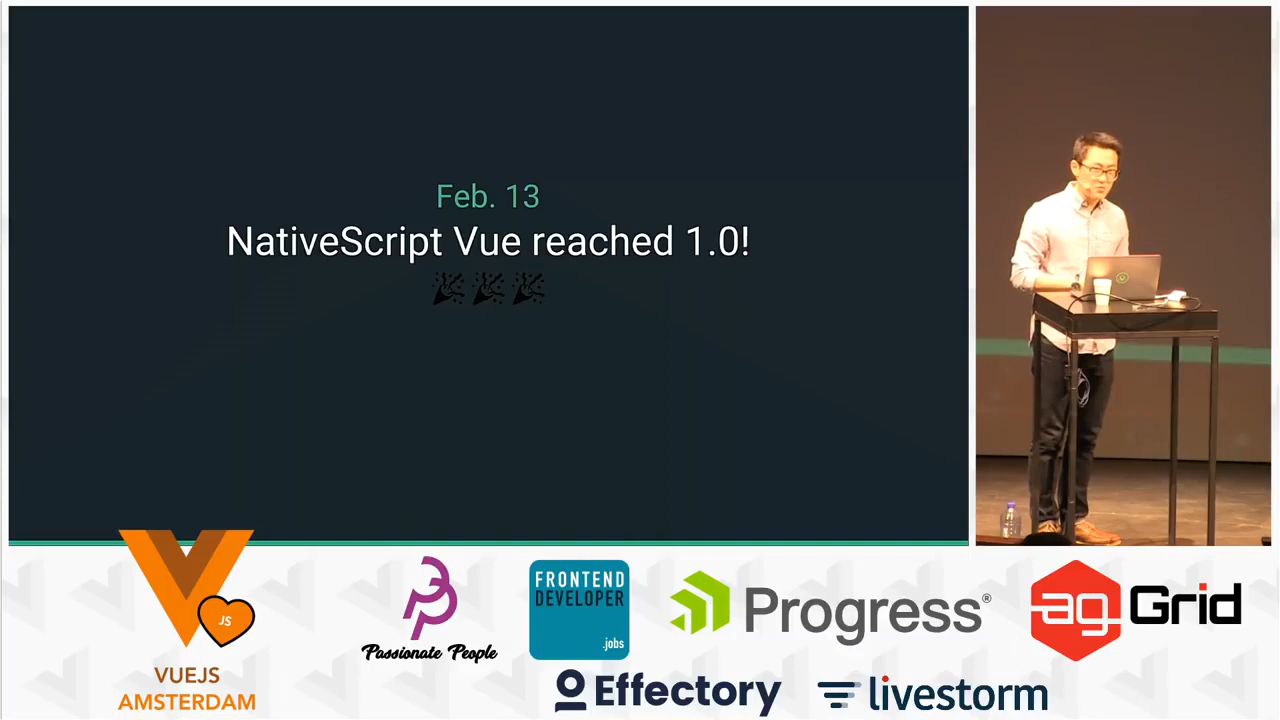 Feb. 13
NativeScript Vue reached 1.0!
JS
VUEJS
AMSTERDAM
Passionate People
FRONTEND
DEVELOPER
.jobs
Progress®
ag Grid
Effectory
livestorm